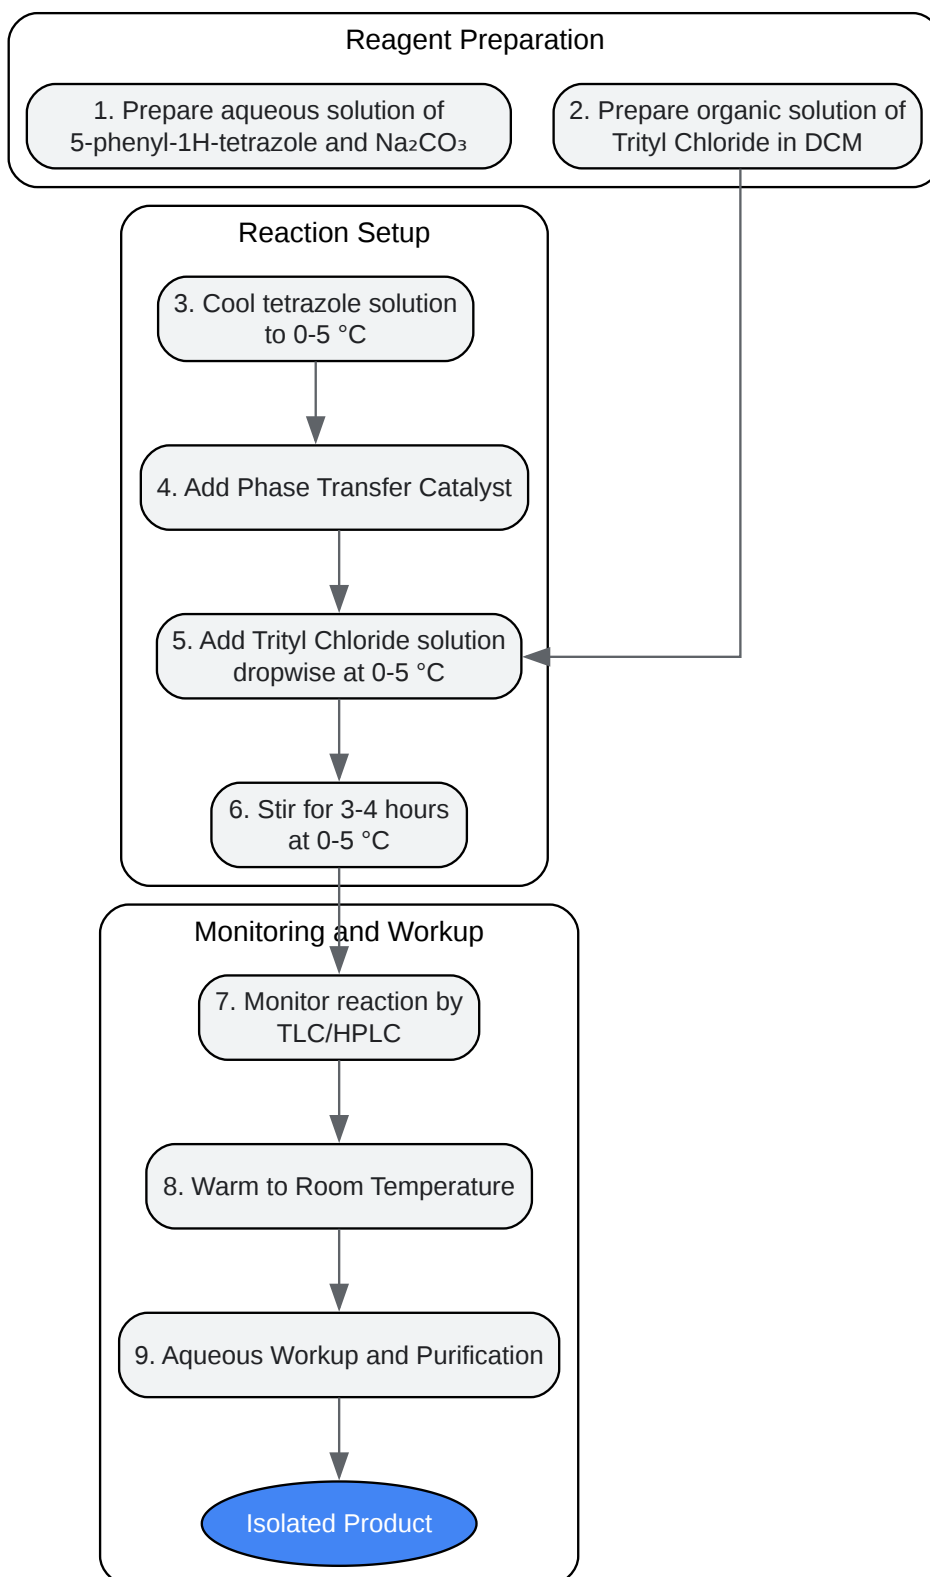 Reagent Preparation
1. Prepare aqueous solution of
5-phenyl-1H-tetrazole and Na₂CO₃
2. Prepare organic solution of
Trityl Chloride in DCM
Reaction Setup
3. Cool tetrazole solution
to 0-5 °C
4. Add Phase Transfer Catalyst
5. Add Trityl Chloride solution
dropwise at 0-5 °C
6. Stir for 3-4 hours
at 0-5 °C
Monitoring and Workup
7. Monitor reaction by
TLC/HPLC
8. Warm to Room Temperature
9. Aqueous Workup and Purification
Isolated Product